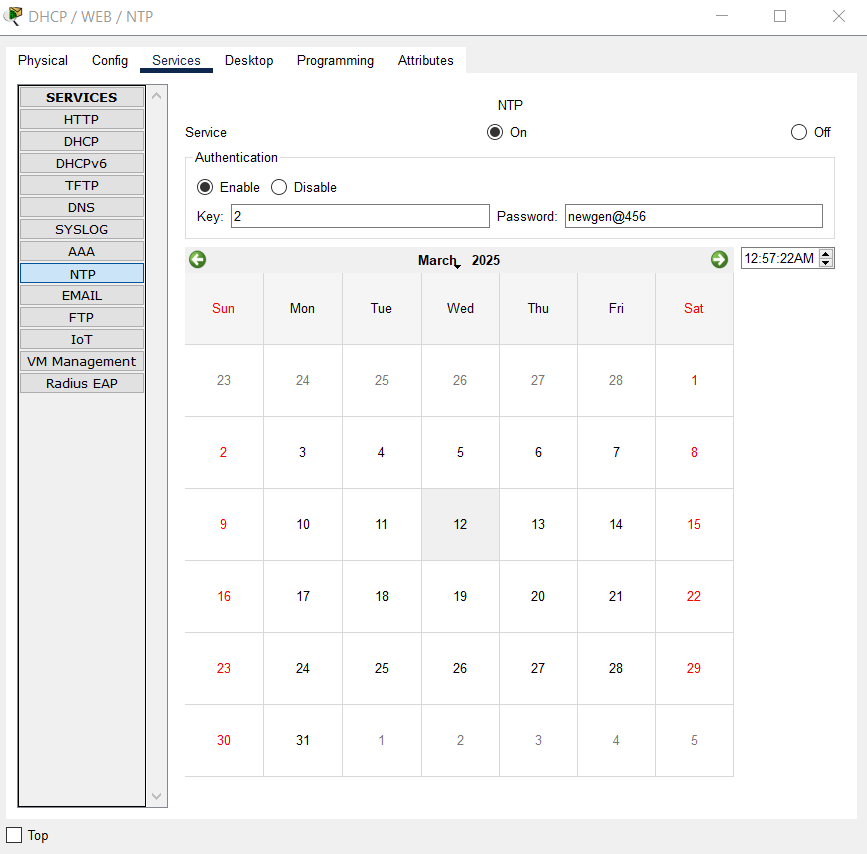 DHCP / WEB / NTP
Physical Config Services Desktop Programming Attributes
SERVICES
HTTP
DHCP
DHCPv6
TFTP
DNS
SYSLOG
AAA
NTP
EMAIL
FTP
IoT
VM Management
Radius EAP
NTP
Service On Off
Authentication
Enable Disable
Key: 2 Password: newgen@456
March, 2025 12:57:22AM
Sun Mon Tue Wed Thu Fri Sat
23 24 25 26 27 28 1
2 3 4 5 6 7 8
9 10 11 12 13 14 15
16 17 18 19 20 21 22
23 24 25 26 27 28 29
30 31 1 2 3 4 5
Top